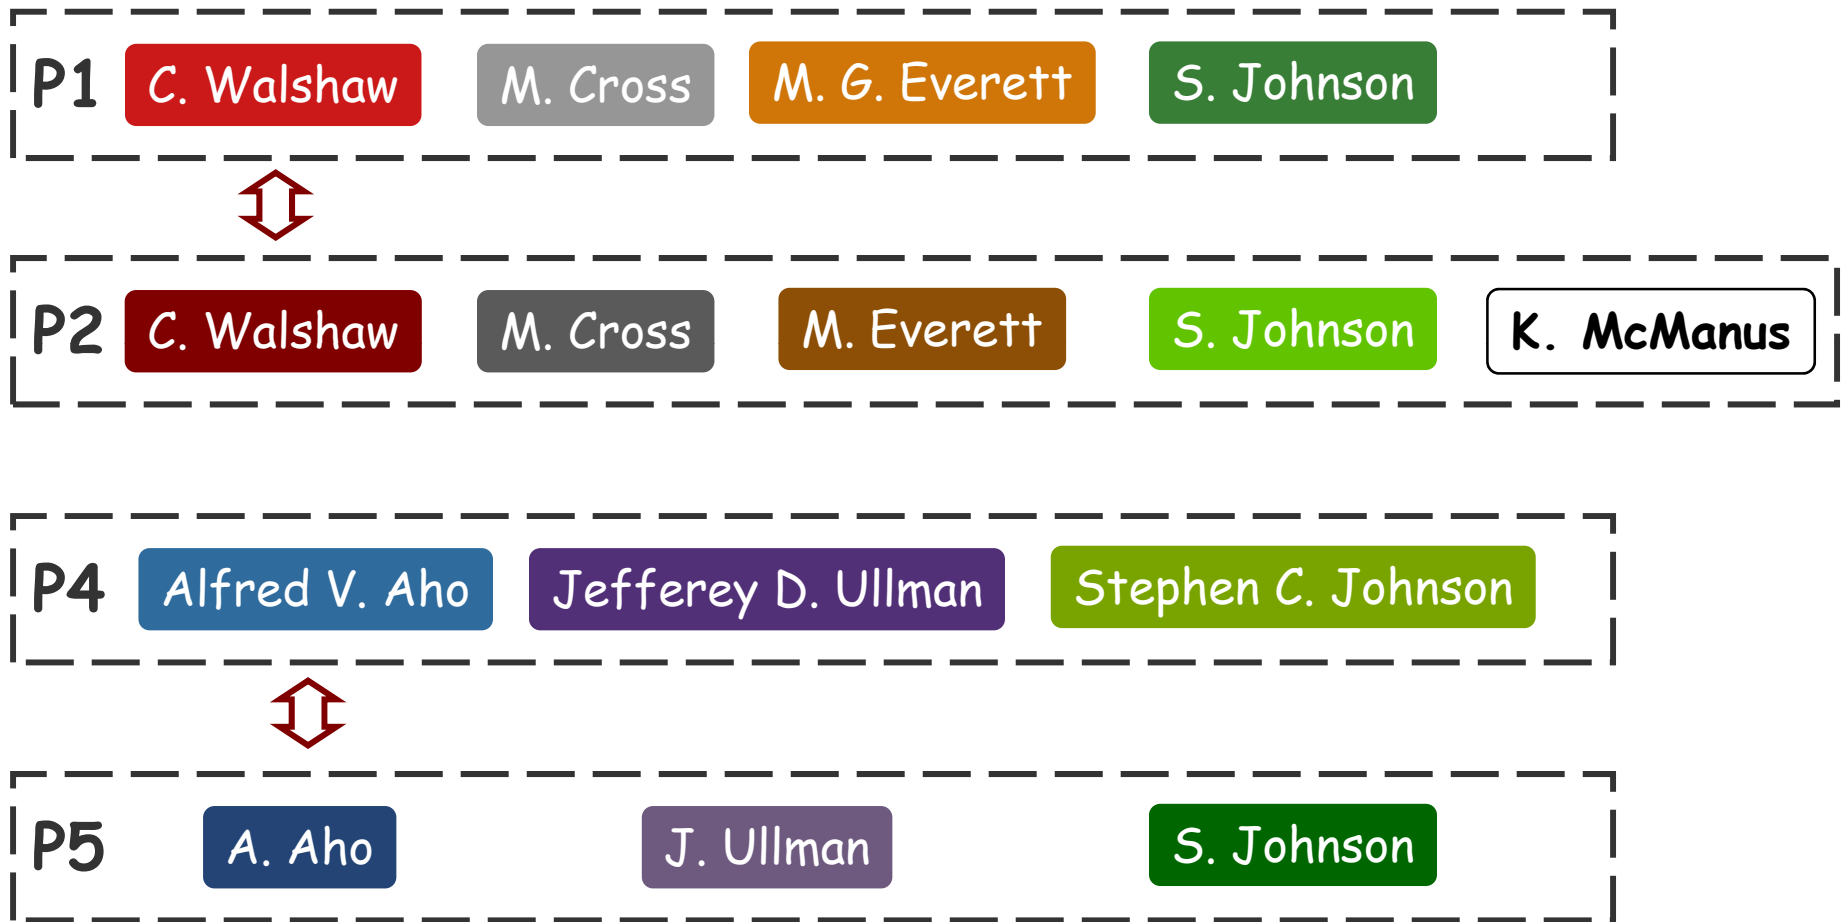 P1 C. Walshaw M. Cross M. G. Everett S. Johnson
P2 C. Walshaw M. Cross M. Everett S. Johnson K. McManus
P4 Alfred V. Aho Jefferey D. Ullman Stephen C. Johnson
P5 A. Aho J. Ullman S. Johnson